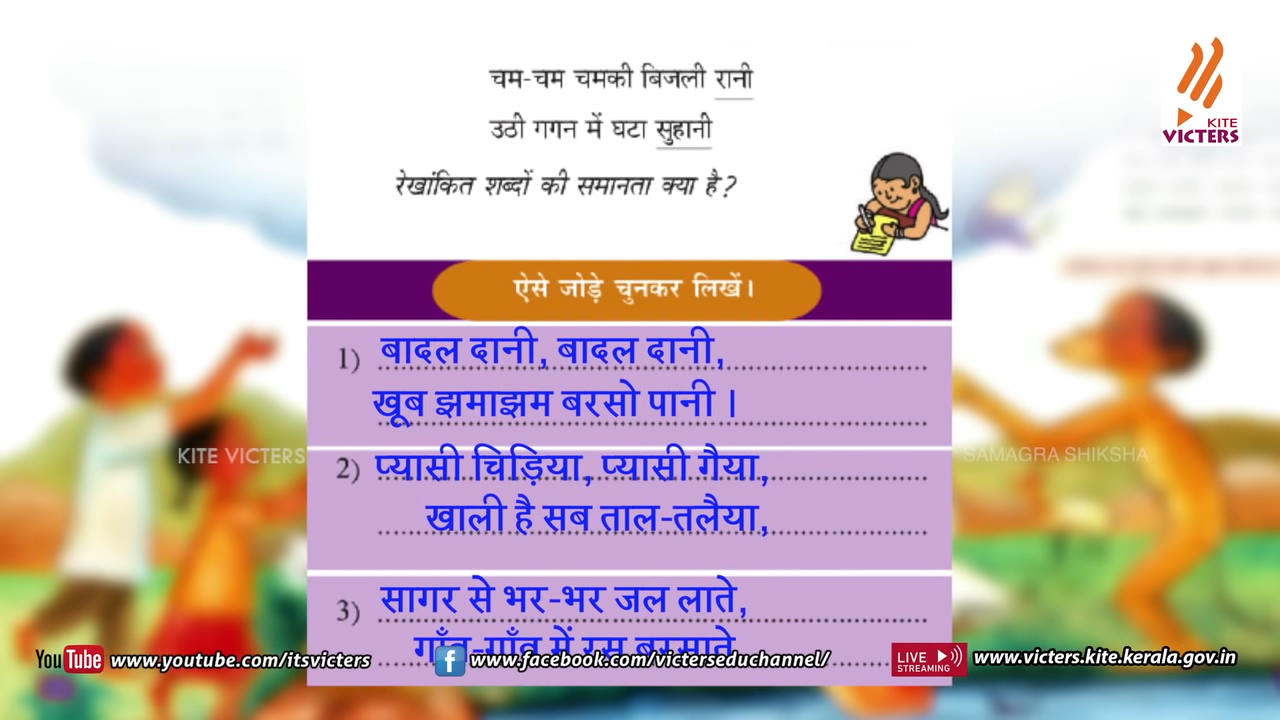 चम-चम चमकी बिजली रानी
उठी गगन में घटा सुहानी
रेखांकित शब्दों की समानता क्या है?
KITE
VICTERS
ऐसे जोड़े चुनकर लिखें।
1) बादल दानी, बादल दानी,
खूब झमाझम बरसो पानी ।
KITE VICTERS
SAMAGRA SHIKSHA
2) प्यासी चिड़िया, प्यासी गैया,
खाली है सब ताल-तलैया,
3) सागर से भर-भर जल लाते,
गाँव-गाँव में रस बरसाते
YouTube www.youtube.com/itsvicters
f www.facebook.com/victerseduchannel/
LIVE STREAMING www.victers.kite.kerala.gov.in